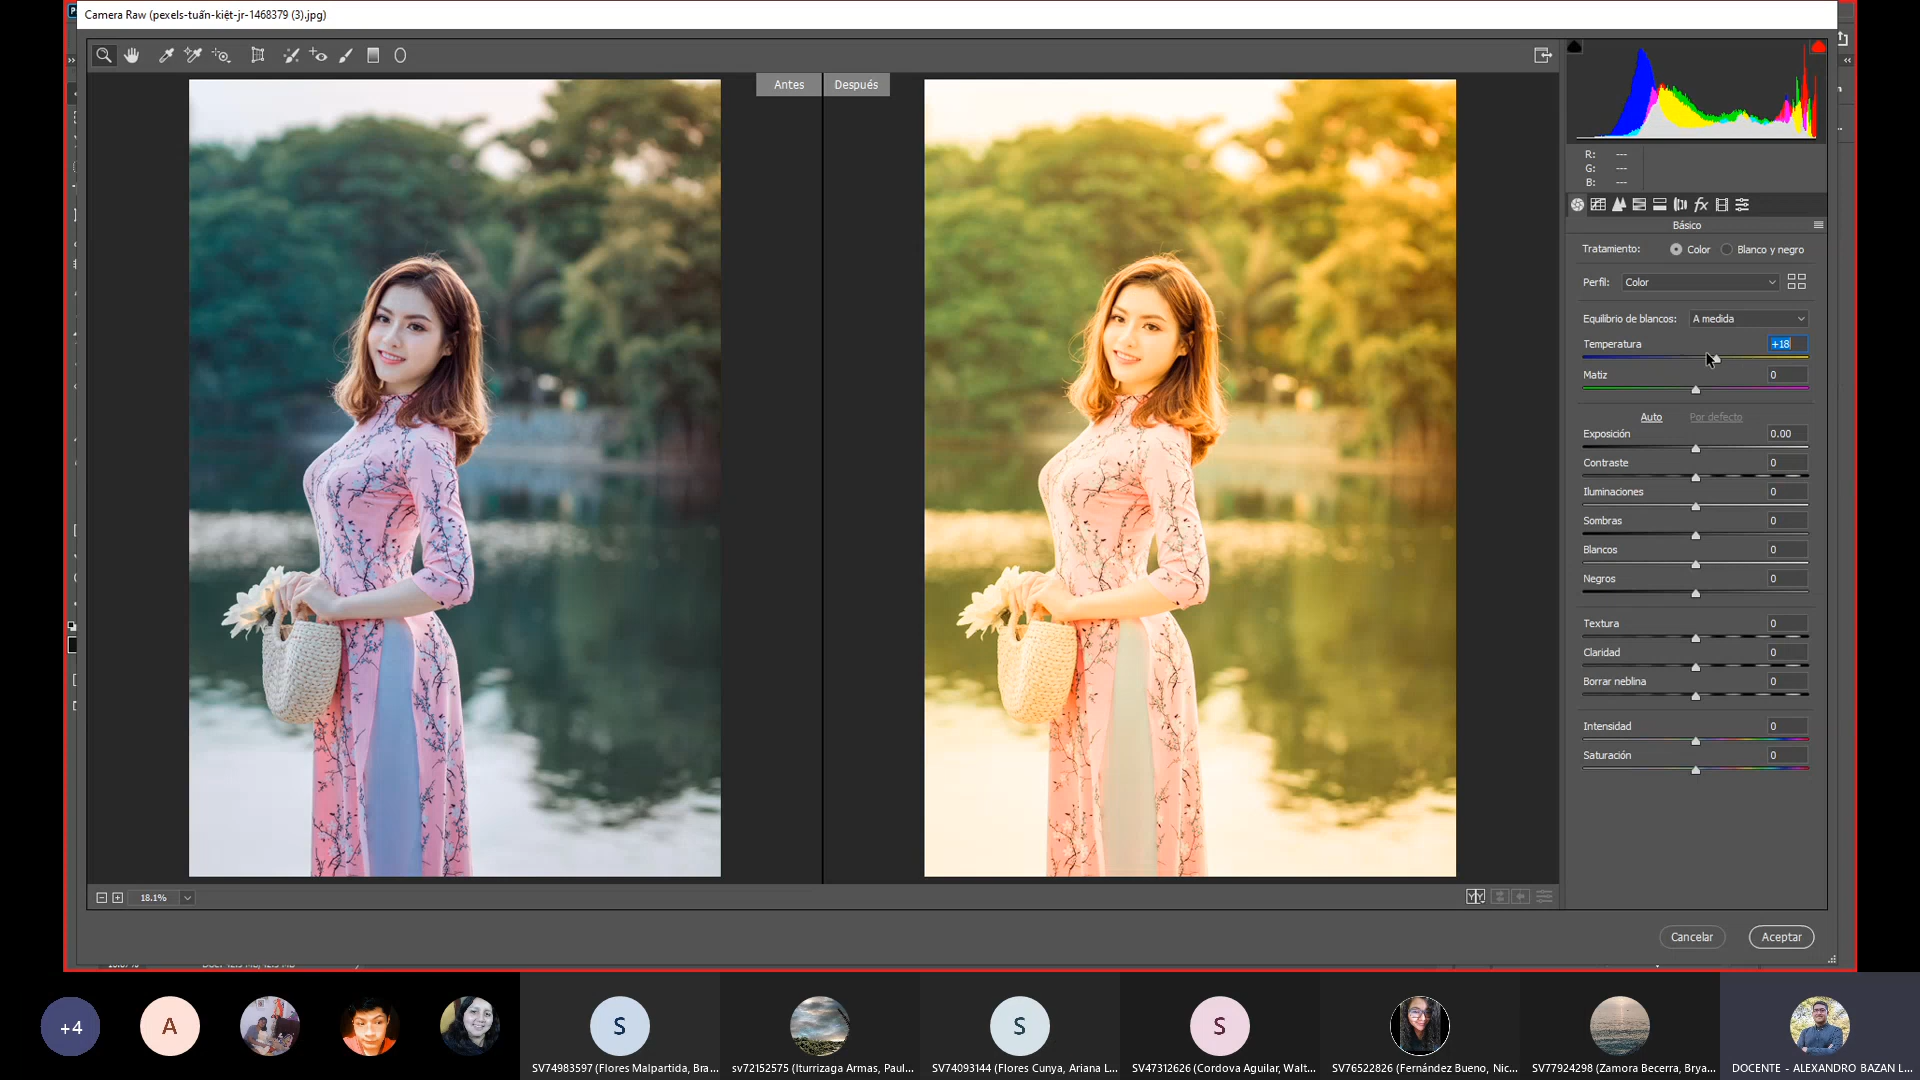 Camera Raw (pexels-tuấn-kiệt-jr-1468379 (3).jpg)
Antes
Después
R: ---
G: ---
B: ---
Básico
Tratamiento: Color Blanco y negro
Perfil: Color
Equilibrio de blancos: A medida
Temperatura +18
Matiz 0
Auto Por defecto
Exposición 0.00
Contraste 0
Iluminaciones 0
Sombras 0
Blancos 0
Negros 0
Textura 0
Claridad 0
Borrar neblina 0
Intensidad 0
Saturación 0
18.1%
Cancelar Aceptar
+4
A
S
S
S
SV74983597 (Flores Malpartida, Bra...
sv72152575 (Iturrizaga Armas, Paul...
SV74093144 (Flores Cunya, Ariana L...
SV47312626 (Cordova Aguilar, Walt...
SV76522826 (Fernández Bueno, Nic...
SV77924298 (Zamora Becerra, Brya...
DOCENTE - ALEXANDRO BAZAN L...